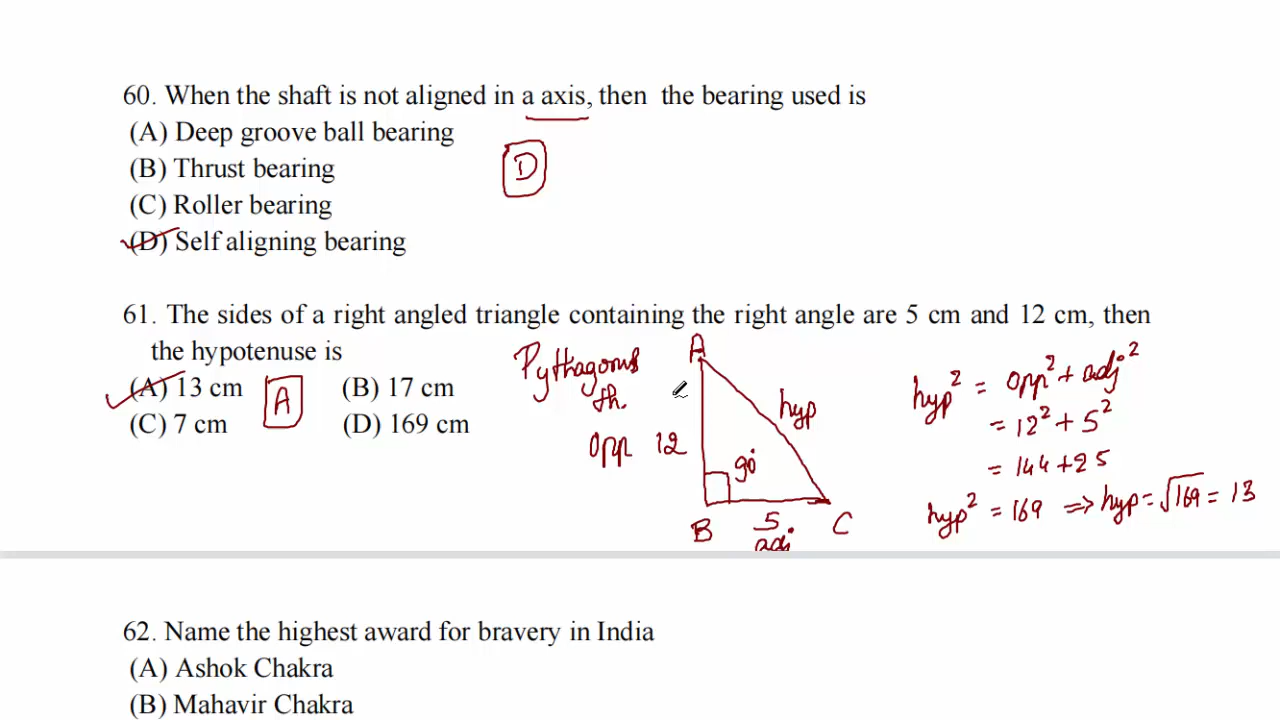 60. When the shaft is not aligned in a axis, then the bearing used is
(A) Deep groove ball bearing
(B) Thrust bearing
D
(C) Roller bearing
(D) Self aligning bearing
61. The sides of a right angled triangle containing the right angle are 5 cm and 12 cm, then
the hypotenuse is
(A) 13 cm
A
(B) 17 cm
(C) 7 cm
(D) 169 cm
Pythagorus
th.
A
hyp
opp 12
90°
B
5
adj
C
hyp² = opp² + adj²
= 12² + 5²
= 144 + 25
hyp² = 169 ⇒ hyp = √169 = 13
62. Name the highest award for bravery in India
(A) Ashok Chakra
(B) Mahavir Chakra